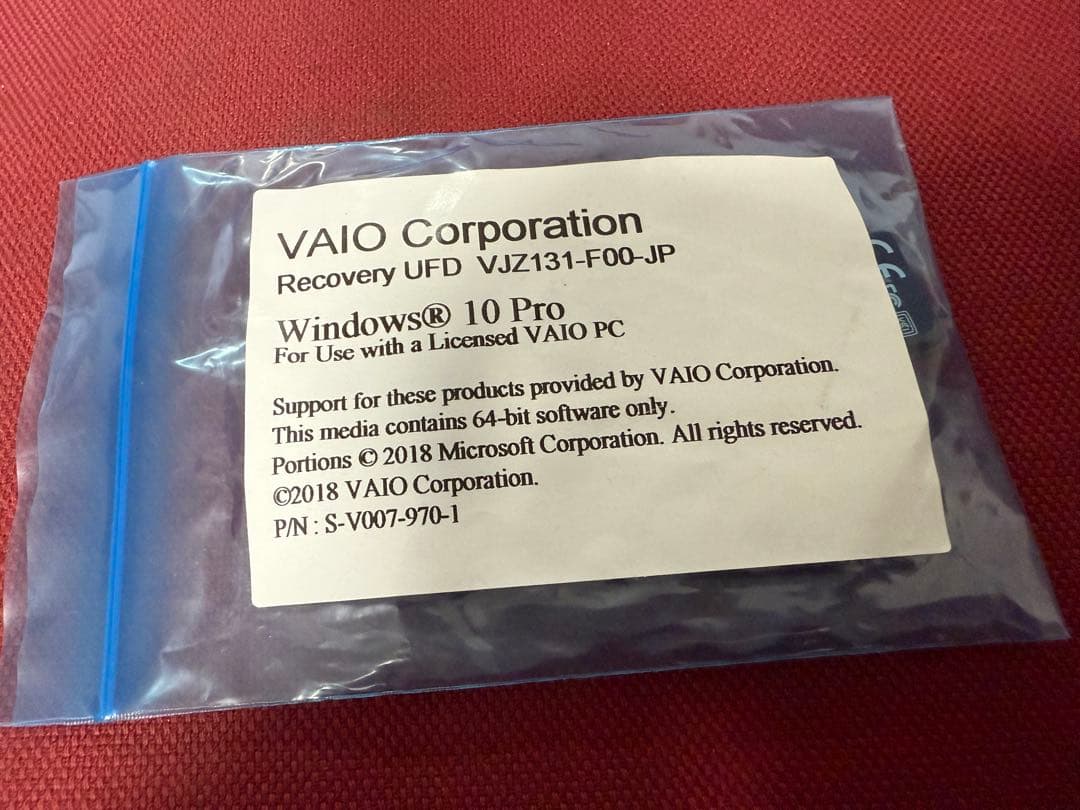 VAIO Corporation
Recovery UFD VJZ131-F00-JP
Windows® 10 Pro
For Use with a Licensed VAIO PC
Support for these products provided by VAIO Corporation.
This media contains 64-bit software only.
Portions © 2018 Microsoft Corporation. All rights reserved.
©2018 VAIO Corporation.
P/N : S-V007-970-1
CE FC